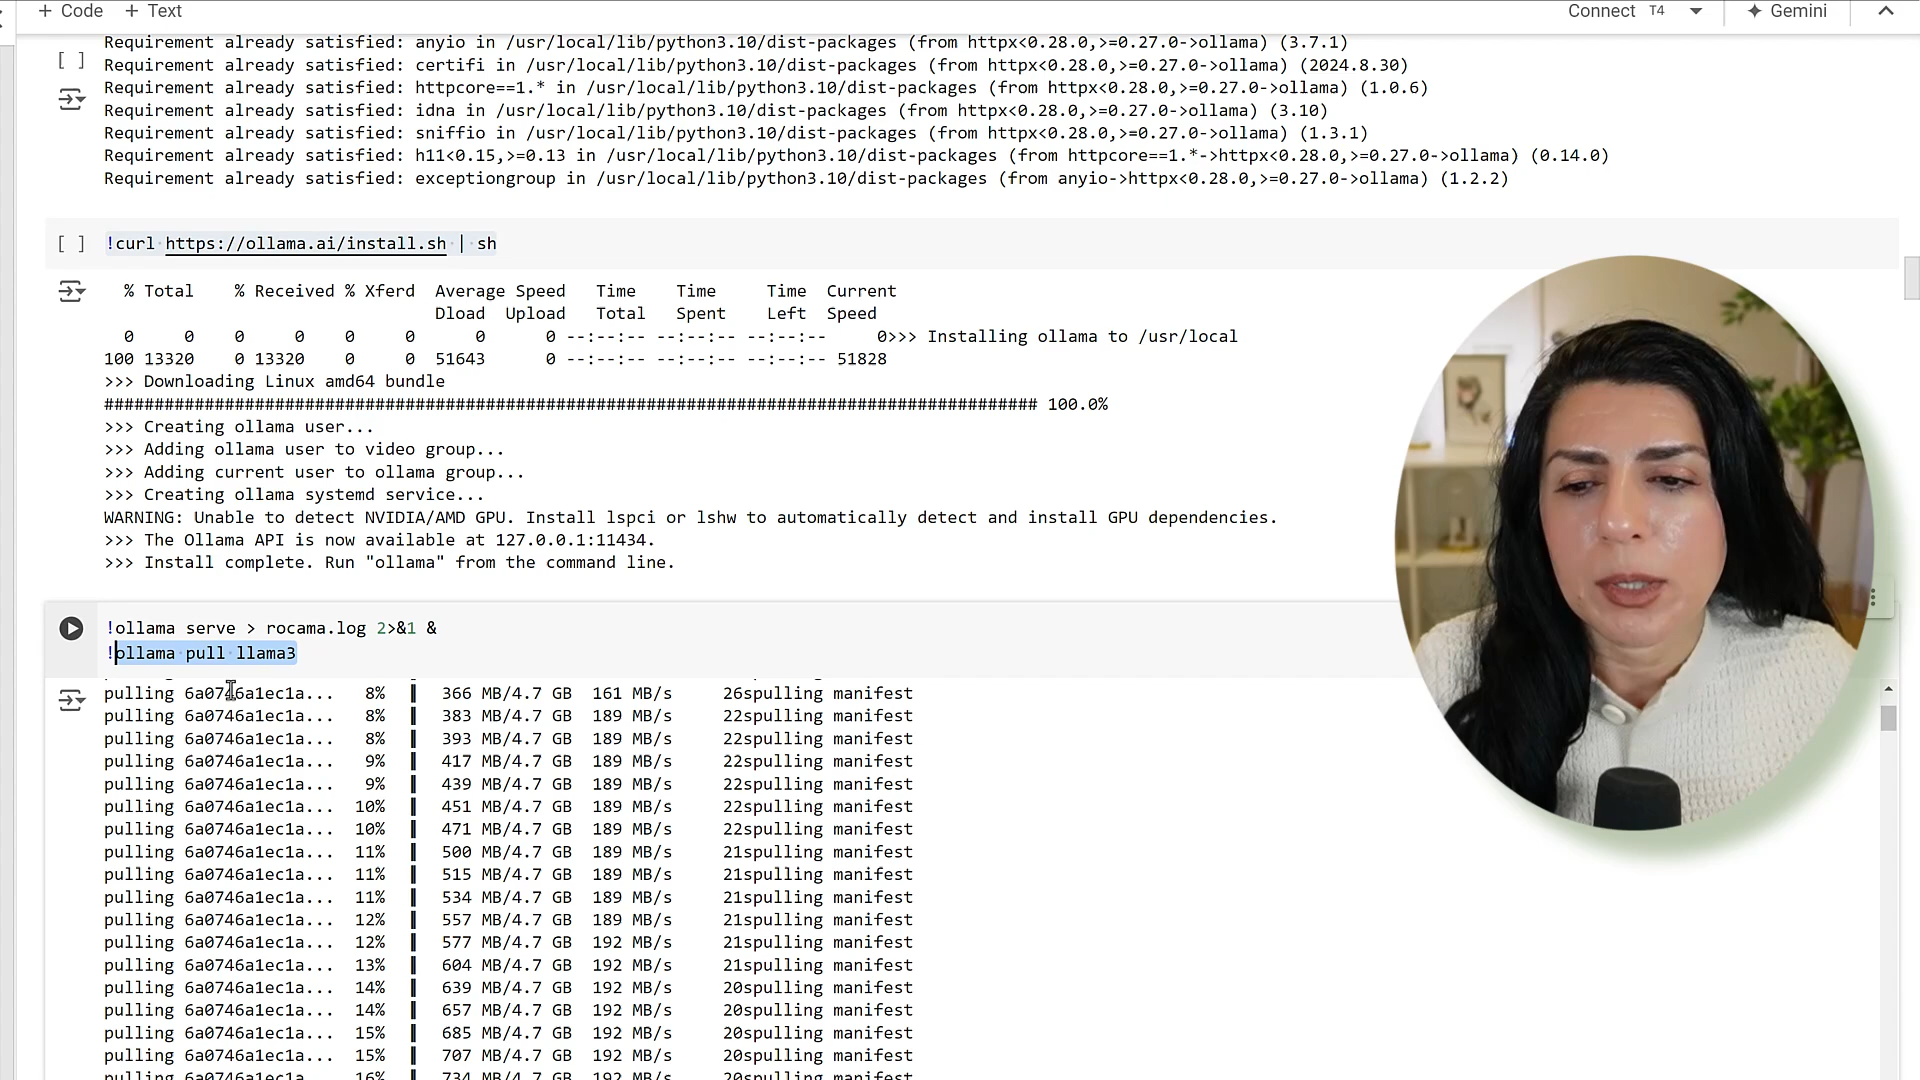 + Code + Text Connect T4 Gemini
Requirement already satisfied: anyio in /usr/local/lib/python3.10/dist-packages (from httpx<0.28.0,>=0.27.0->ollama) (3.7.1)
[ ]
Requirement already satisfied: certifi in /usr/local/lib/python3.10/dist-packages (from httpx<0.28.0,>=0.27.0->ollama) (2024.8.30)
Requirement already satisfied: httpcore==1.* in /usr/local/lib/python3.10/dist-packages (from httpx<0.28.0,>=0.27.0->ollama) (1.0.6)
Requirement already satisfied: idna in /usr/local/lib/python3.10/dist-packages (from httpx<0.28.0,>=0.27.0->ollama) (3.10)
Requirement already satisfied: sniffio in /usr/local/lib/python3.10/dist-packages (from httpx<0.28.0,>=0.27.0->ollama) (1.3.1)
Requirement already satisfied: h11<0.15,>=0.13 in /usr/local/lib/python3.10/dist-packages (from httpcore==1.*->httpx<0.28.0,>=0.27.0->ollama) (0.14.0)
Requirement already satisfied: exceptiongroup in /usr/local/lib/python3.10/dist-packages (from anyio->httpx<0.28.0,>=0.27.0->ollama) (1.2.2)
[ ] !curl https://ollama.ai/install.sh | sh
% Total % Received % Xferd Average Speed Time Time Time Current
Dload Upload Total Spent Left Speed
0 0 0 0 0 0 0 0 --:--:-- --:--:-- --:--:-- 0>>> Installing ollama to /usr/local
100 13320 0 13320 0 0 51643 0 --:--:-- --:--:-- --:--:-- 51828
>>> Downloading Linux amd64 bundle
############################################################################################# 100.0%
>>> Creating ollama user...
>>> Adding ollama user to video group...
>>> Adding current user to ollama group...
>>> Creating ollama systemd service...
WARNING: Unable to detect NVIDIA/AMD GPU. Install lspci or lshw to automatically detect and install GPU dependencies.
>>> The Ollama API is now available at 127.0.0.1:11434.
>>> Install complete. Run "ollama" from the command line.
!ollama serve > rocama.log 2>&1 &
!ollama pull llama3
pulling 6a0746a1ec1a... 8% 366 MB/4.7 GB 161 MB/s 26spulling manifest
pulling 6a0746a1ec1a... 8% 383 MB/4.7 GB 189 MB/s 22spulling manifest
pulling 6a0746a1ec1a... 8% 393 MB/4.7 GB 189 MB/s 22spulling manifest
pulling 6a0746a1ec1a... 9% 417 MB/4.7 GB 189 MB/s 22spulling manifest
pulling 6a0746a1ec1a... 9% 439 MB/4.7 GB 189 MB/s 22spulling manifest
pulling 6a0746a1ec1a... 10% 451 MB/4.7 GB 189 MB/s 22spulling manifest
pulling 6a0746a1ec1a... 10% 471 MB/4.7 GB 189 MB/s 22spulling manifest
pulling 6a0746a1ec1a... 11% 500 MB/4.7 GB 189 MB/s 21spulling manifest
pulling 6a0746a1ec1a... 11% 515 MB/4.7 GB 189 MB/s 21spulling manifest
pulling 6a0746a1ec1a... 11% 534 MB/4.7 GB 189 MB/s 21spulling manifest
pulling 6a0746a1ec1a... 12% 557 MB/4.7 GB 189 MB/s 21spulling manifest
pulling 6a0746a1ec1a... 12% 577 MB/4.7 GB 192 MB/s 21spulling manifest
pulling 6a0746a1ec1a... 13% 604 MB/4.7 GB 192 MB/s 21spulling manifest
pulling 6a0746a1ec1a... 14% 639 MB/4.7 GB 192 MB/s 20spulling manifest
pulling 6a0746a1ec1a... 14% 657 MB/4.7 GB 192 MB/s 20spulling manifest
pulling 6a0746a1ec1a... 15% 685 MB/4.7 GB 192 MB/s 20spulling manifest
pulling 6a0746a1ec1a... 15% 707 MB/4.7 GB 192 MB/s 20spulling manifest
pulling 6a0746a1ec1a... 16% 734 MB/4.7 GB 192 MB/s 20spulling manifest